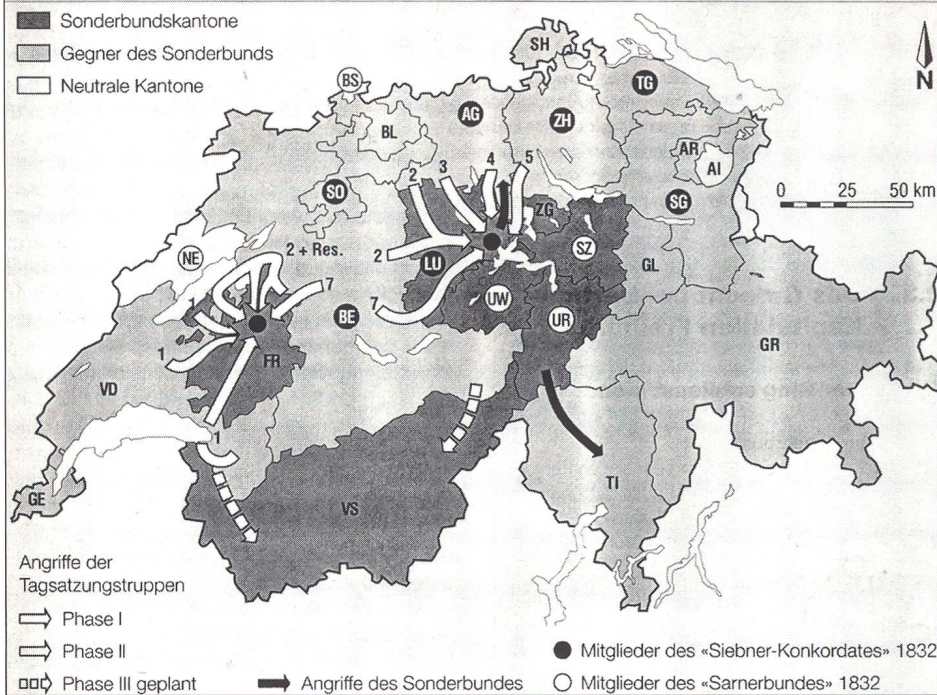 Sonderbundskantone
Gegner des Sonderbunds
Neutrale Kantone
SH
N
BS
TG
BL
AG
ZH
AR
AI
SO
2
3
4
5
0 25 50 km
ZG
SG
NE
2 + Res.
2
LU
SZ
GL
1
7
BE
7
UW
UR
GR
1
FR
VD
1
GE
VS
TI
Angriffe der
Tagsatzungstruppen
Phase I
Phase II
Phase III geplant
Angriffe des Sonderbundes
Mitglieder des «Siebner-Konkordates» 1832
Mitglieder des «Sarnerbundes» 1832